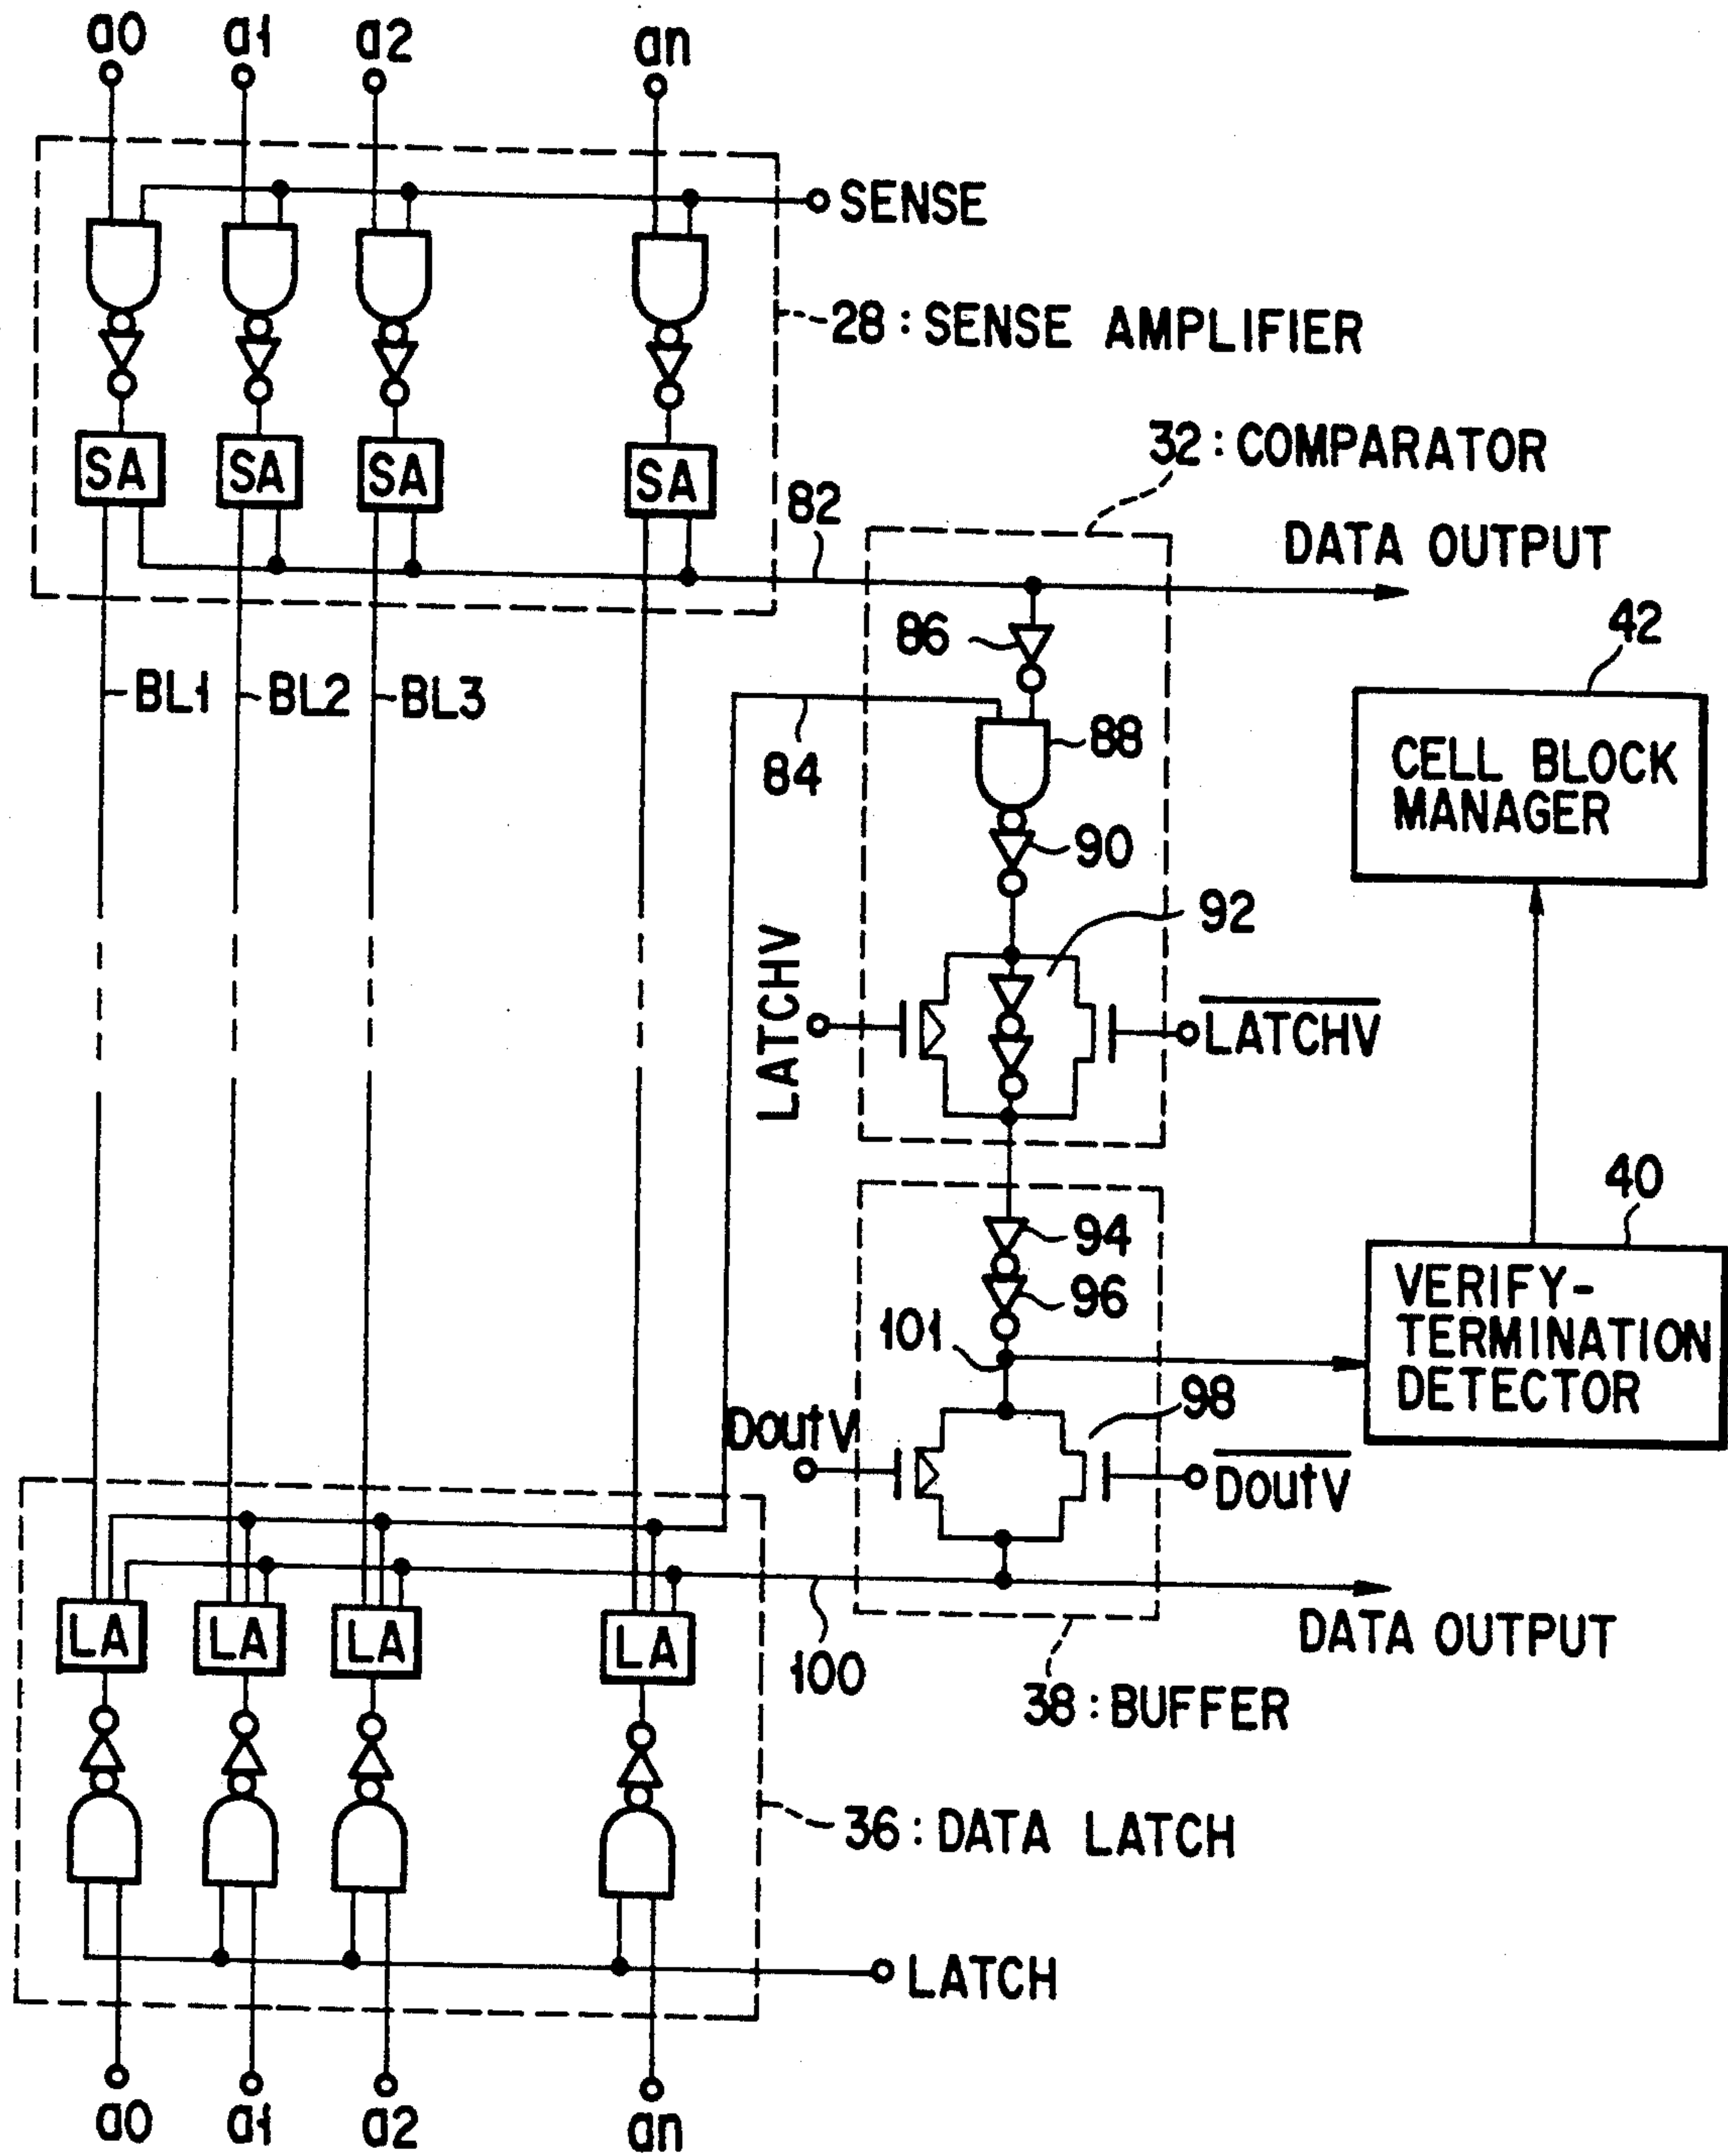 a0 a1 a2 an
SENSE
28 : SENSE AMPLIFIER
SA SA SA SA
32 : COMPARATOR
82
DATA OUTPUT
86
42
BL1 BL2 BL3
84
88
CELL BLOCK
MANAGER
90
92
LATCHV
LATCHV
40
94
96
101
VERIFY-
TERMINATION
DETECTOR
98
DoutV
DoutV
LA LA LA LA
100
DATA OUTPUT
38 : BUFFER
36 : DATA LATCH
LATCH
a0 a1 a2 an